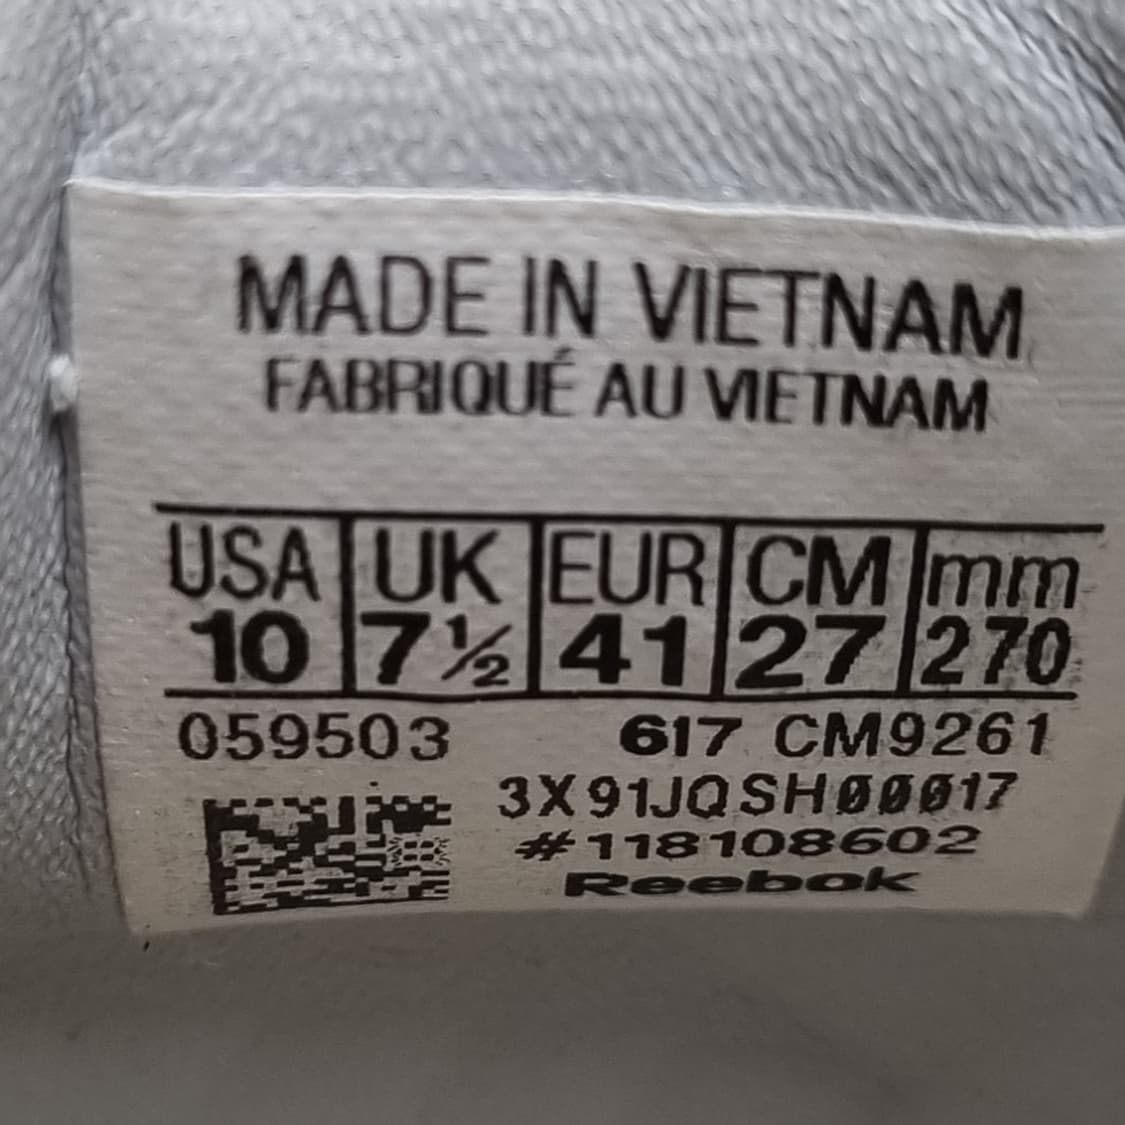 MADE IN VIETNAM
FABRIQUÉ AU VIETNAM
USA UK EUR CM mm
10 7½ 41 27 270
059503 617 CM9261
3X91JQSH00017
#118108602
Reebok